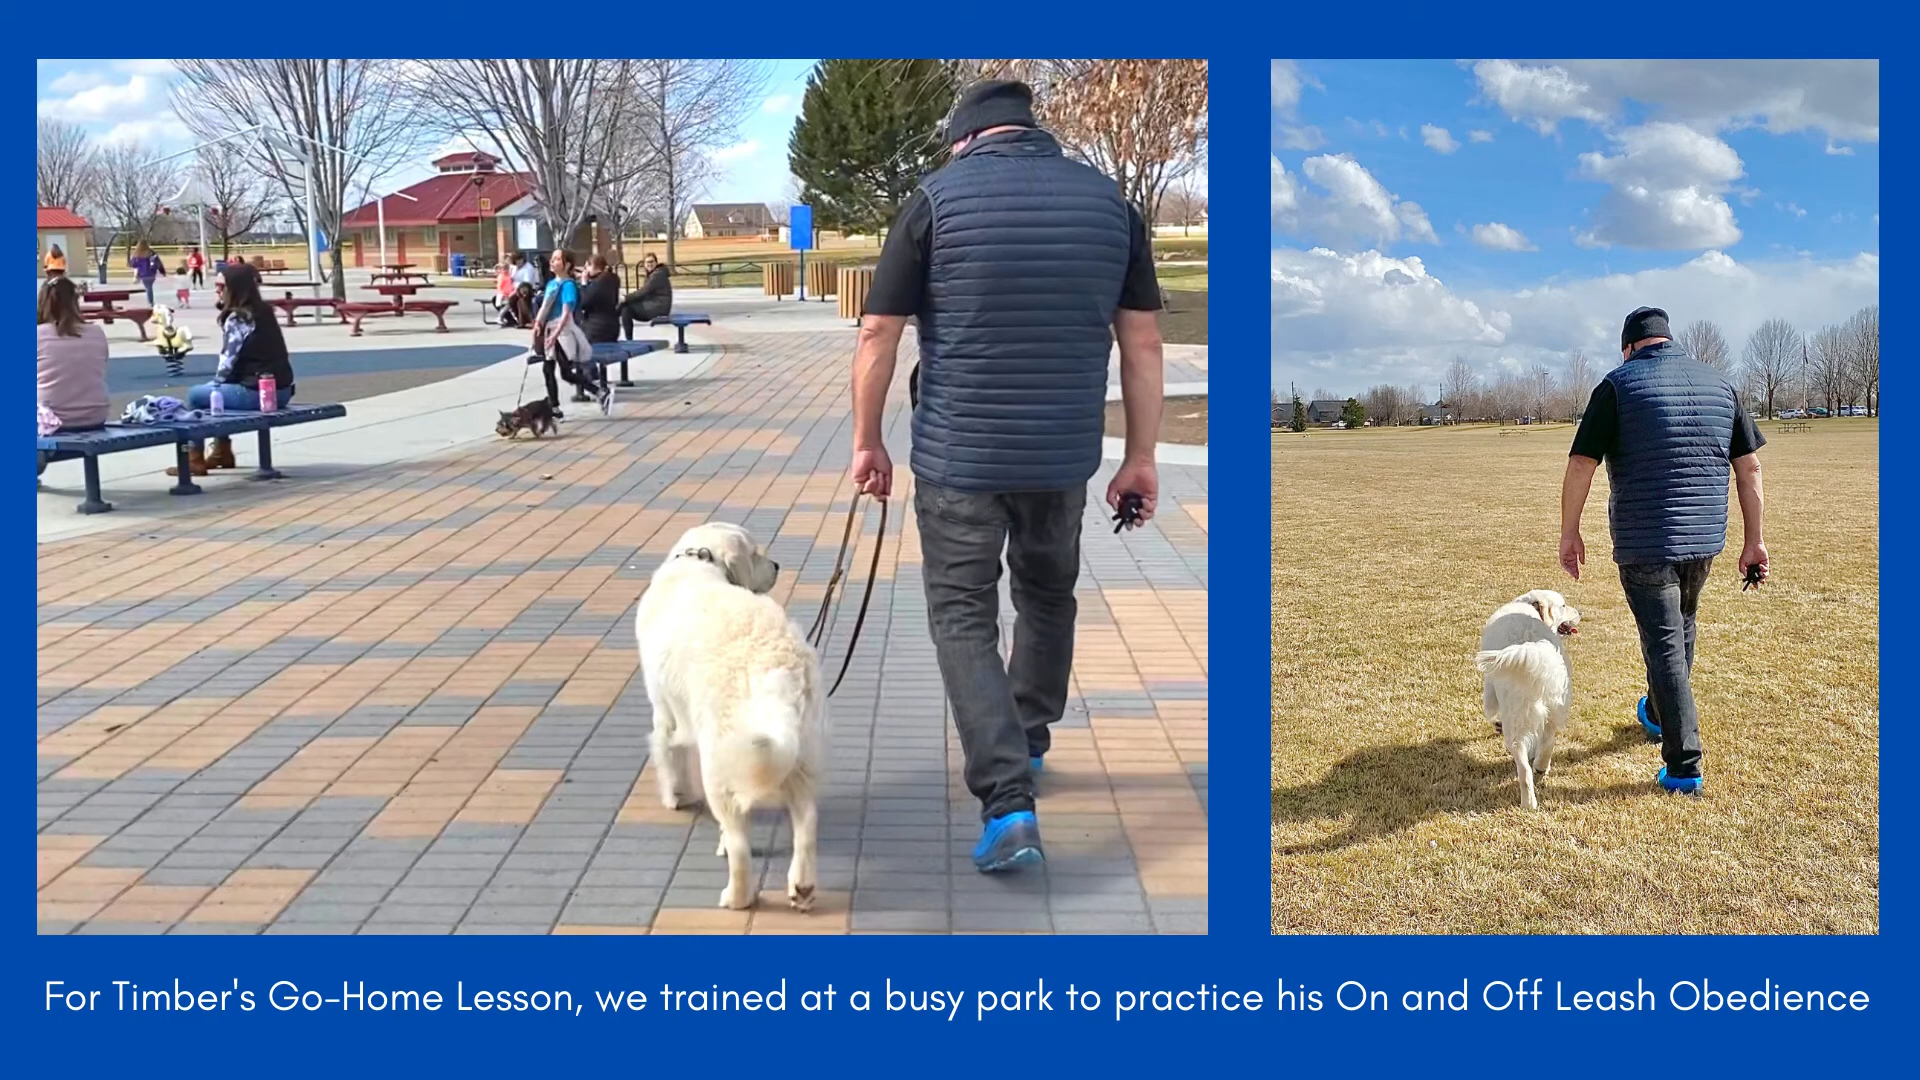 For Timber's Go-Home Lesson, we trained at a busy park to practice his On and Off Leash Obedience